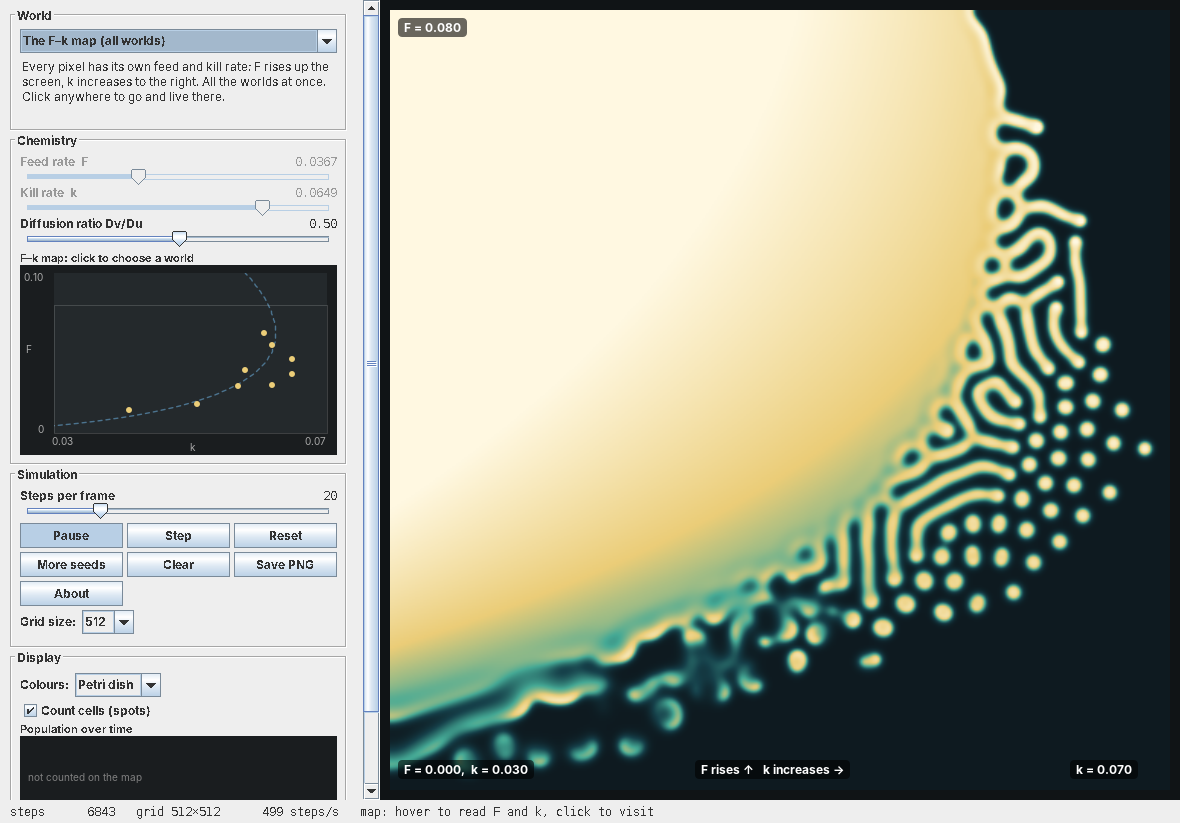 World
The F–k map (all worlds)
Every pixel has its own feed and kill rate: F rises up the
screen, k increases to the right. All the worlds at once.
Click anywhere to go and live there.
Chemistry
Feed rate F 0.0367
Kill rate k 0.0649
Diffusion ratio Dv/Du 0.50
F–k map: click to choose a world
0.10
F
0
0.03 0.07
k
Simulation
Steps per frame 20
Pause Step Reset
More seeds Clear Save PNG
About
Grid size: 512
Display
Colours: Petri dish
Count cells (spots)
Population over time
not counted on the map
F = 0.080
F = 0.000, k = 0.030
F rises ↑ k increases →
k = 0.070
steps 6843 grid 512×512 499 steps/s map: hover to read F and k, click to visit